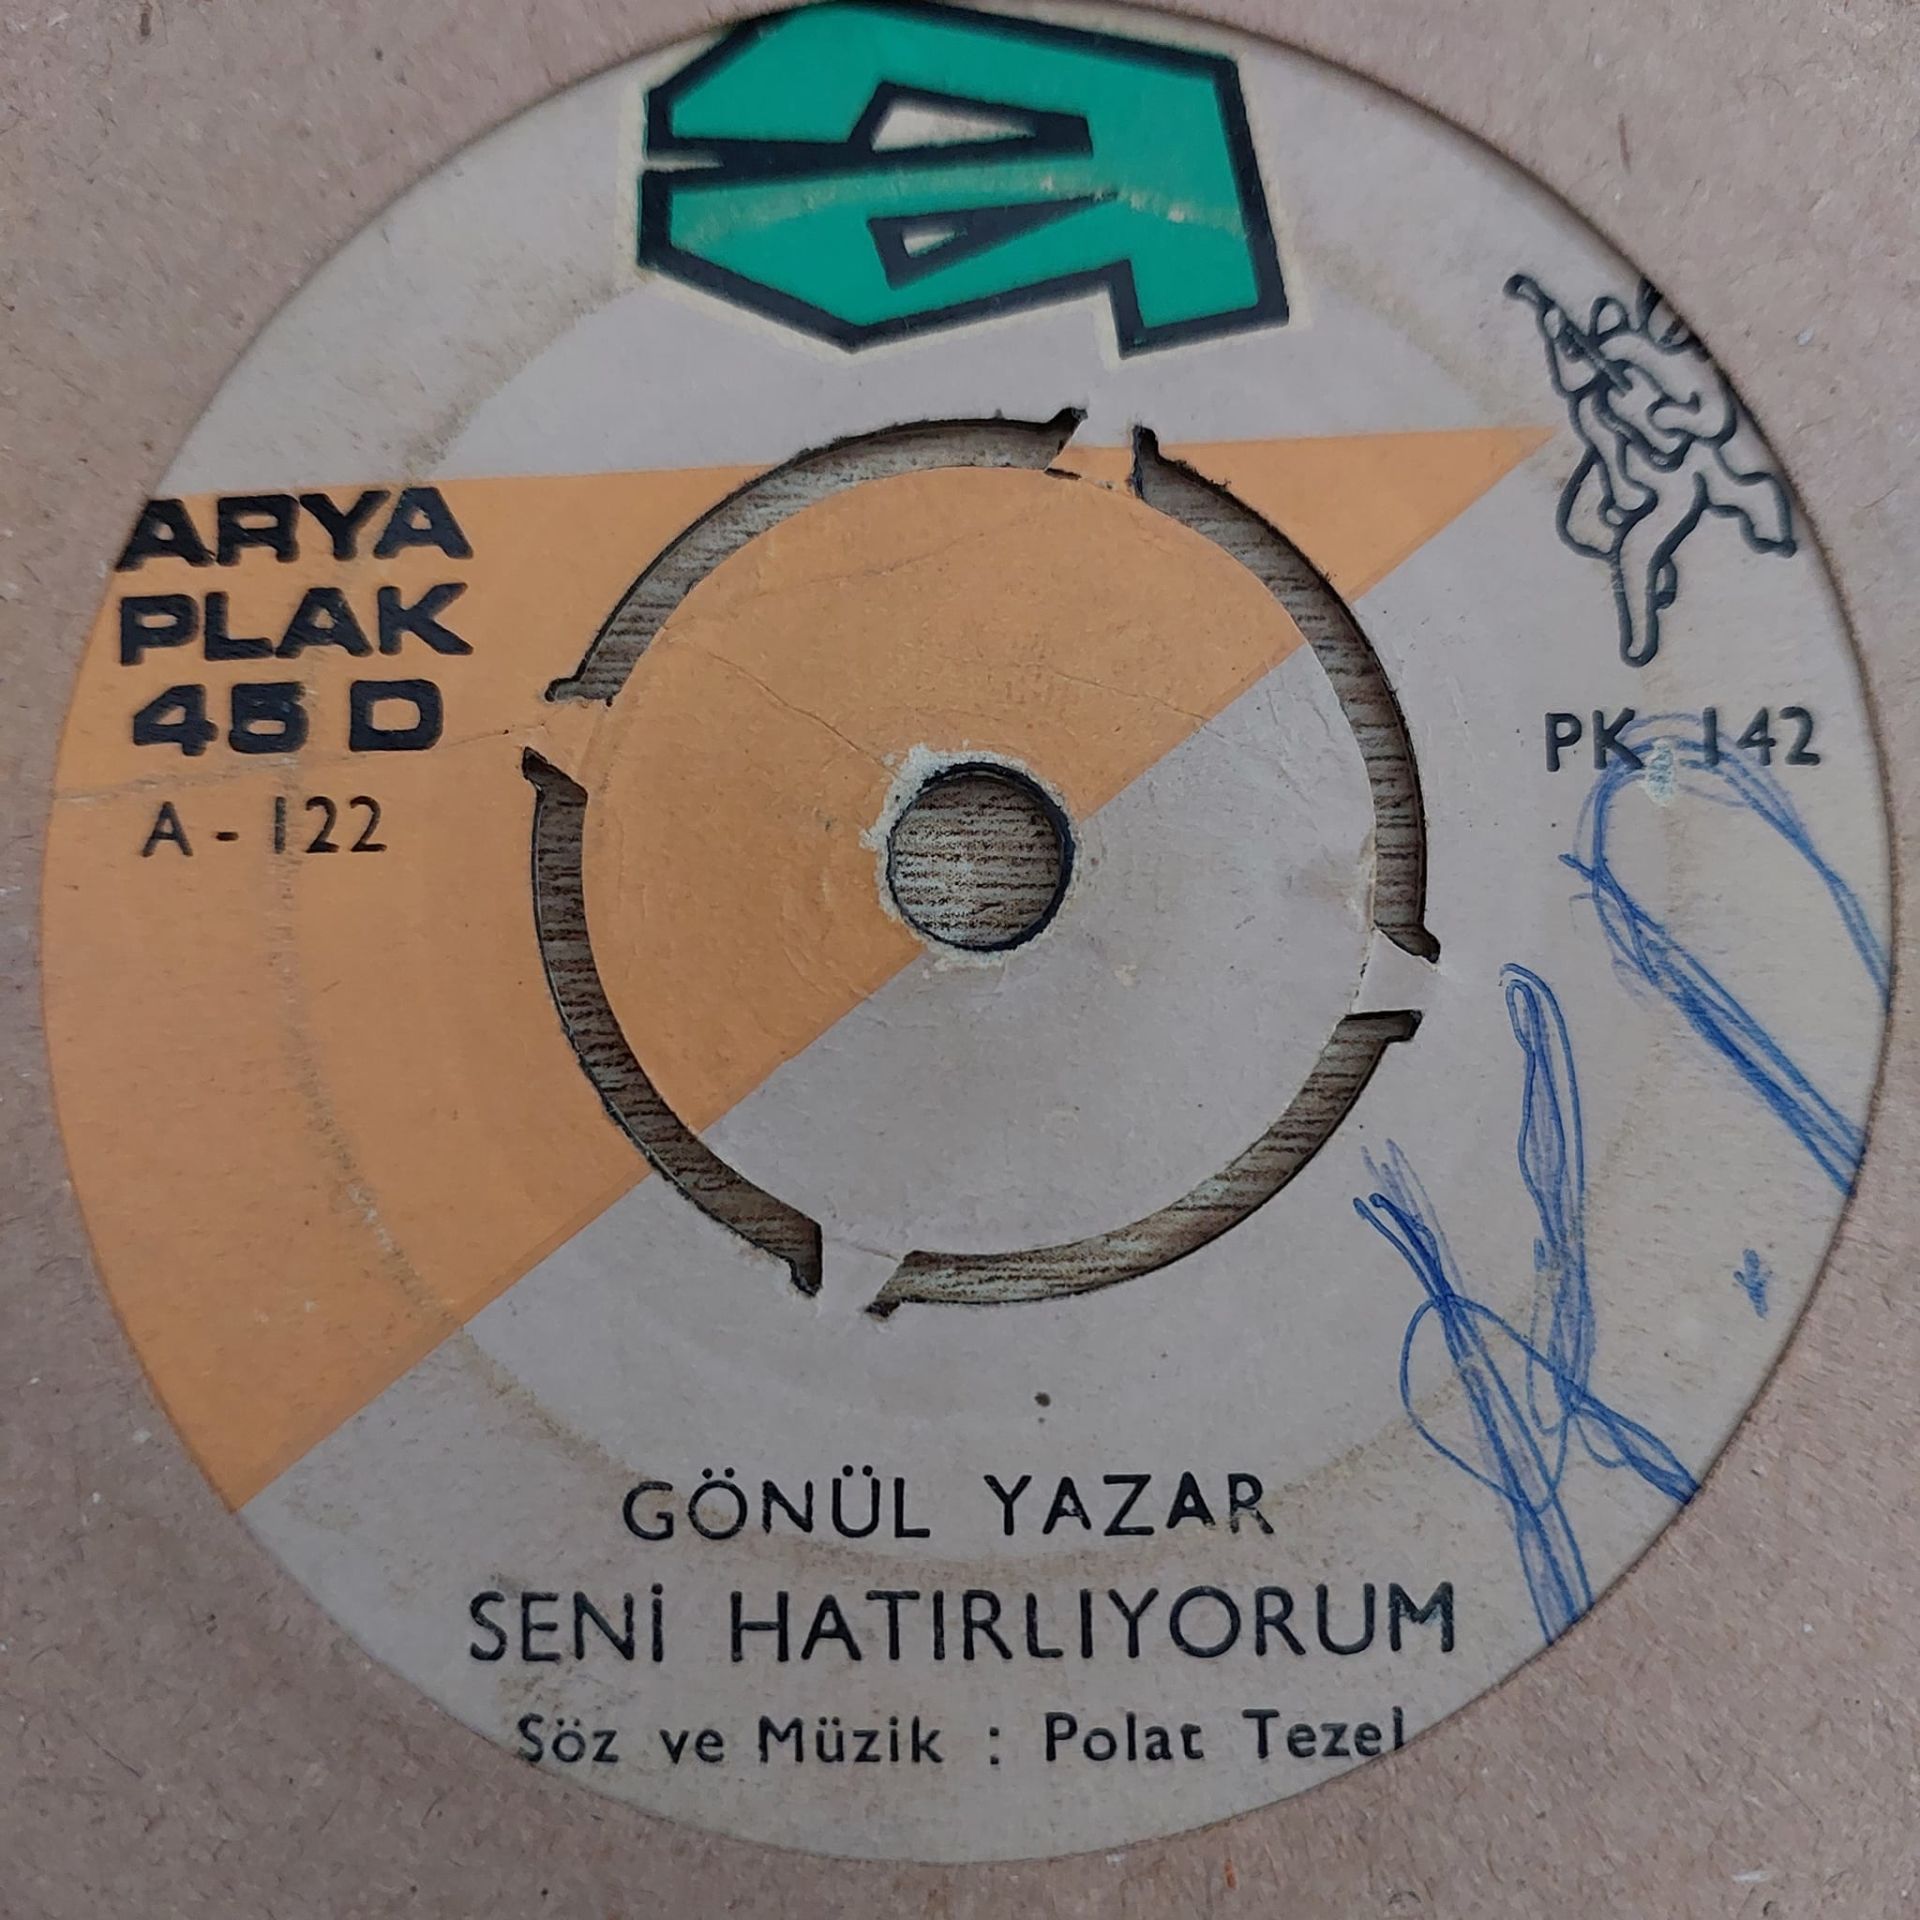 ARYA
PLAK
45 D
A - 122
PK 142
GÖNÜL YAZAR
SENİ HATIRLIYORUM
Söz ve Müzik : Polat Tezel